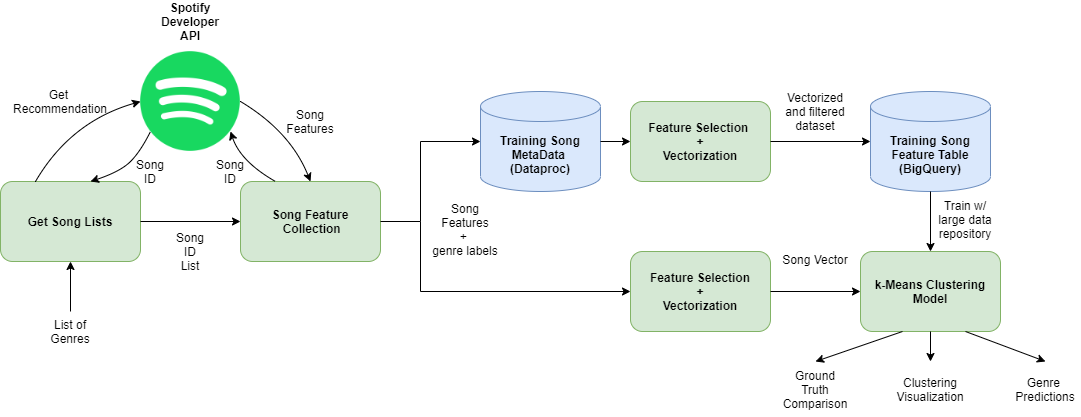 Spotify
Developer
API
Get
Recommendation
Song
Features
Song
ID
Song
ID
Get Song Lists
Song
ID
List
Song Feature
Collection
List of
Genres
Song
Features
+
genre labels
Training Song
MetaData
(Dataproc)
Feature Selection
+
Vectorization
Vectorized
and filtered
dataset
Training Song
Feature Table
(BigQuery)
Train w/
large data
repository
Feature Selection
+
Vectorization
Song Vector
k-Means Clustering
Model
Ground
Truth
Comparison
Clustering
Visualization
Genre
Predictions